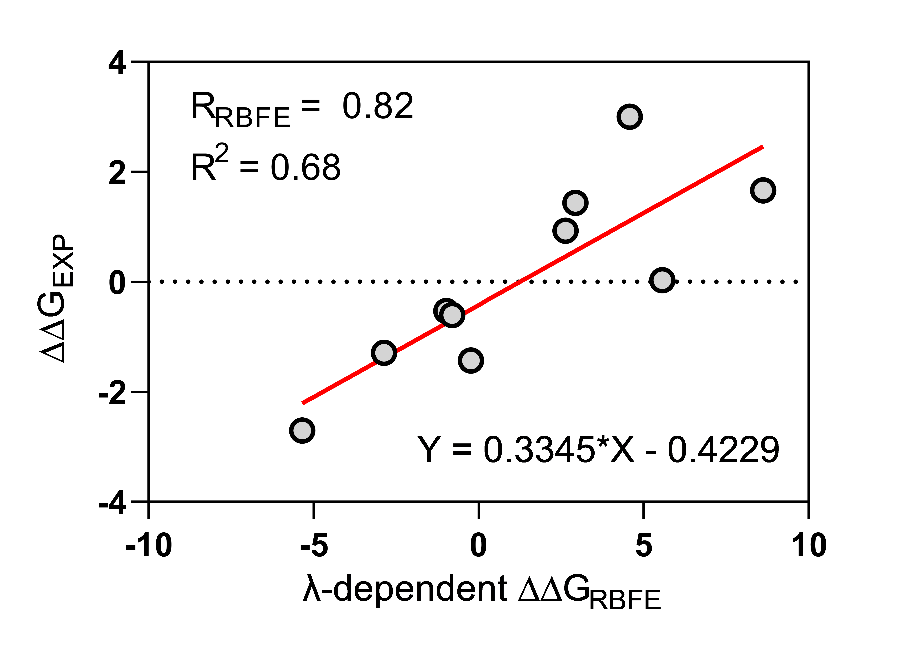 4
R_RBFE = 0.82
R² = 0.68
2
0
-2
-4
ΔΔG_EXP
Y = 0.3345*X - 0.4229
-10 -5 0 5 10
λ-dependent ΔΔG_RBFE